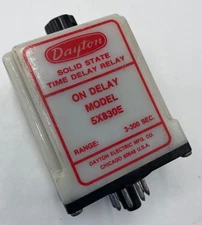 Dayton
SOLID STATE
TIME DELAY RELAY
ON DELAY
MODEL
5X830E
RANGE: 3-300 SEC.
DAYTON ELECTRIC MFG. CO.
CHICAGO 60648 U.S.A.